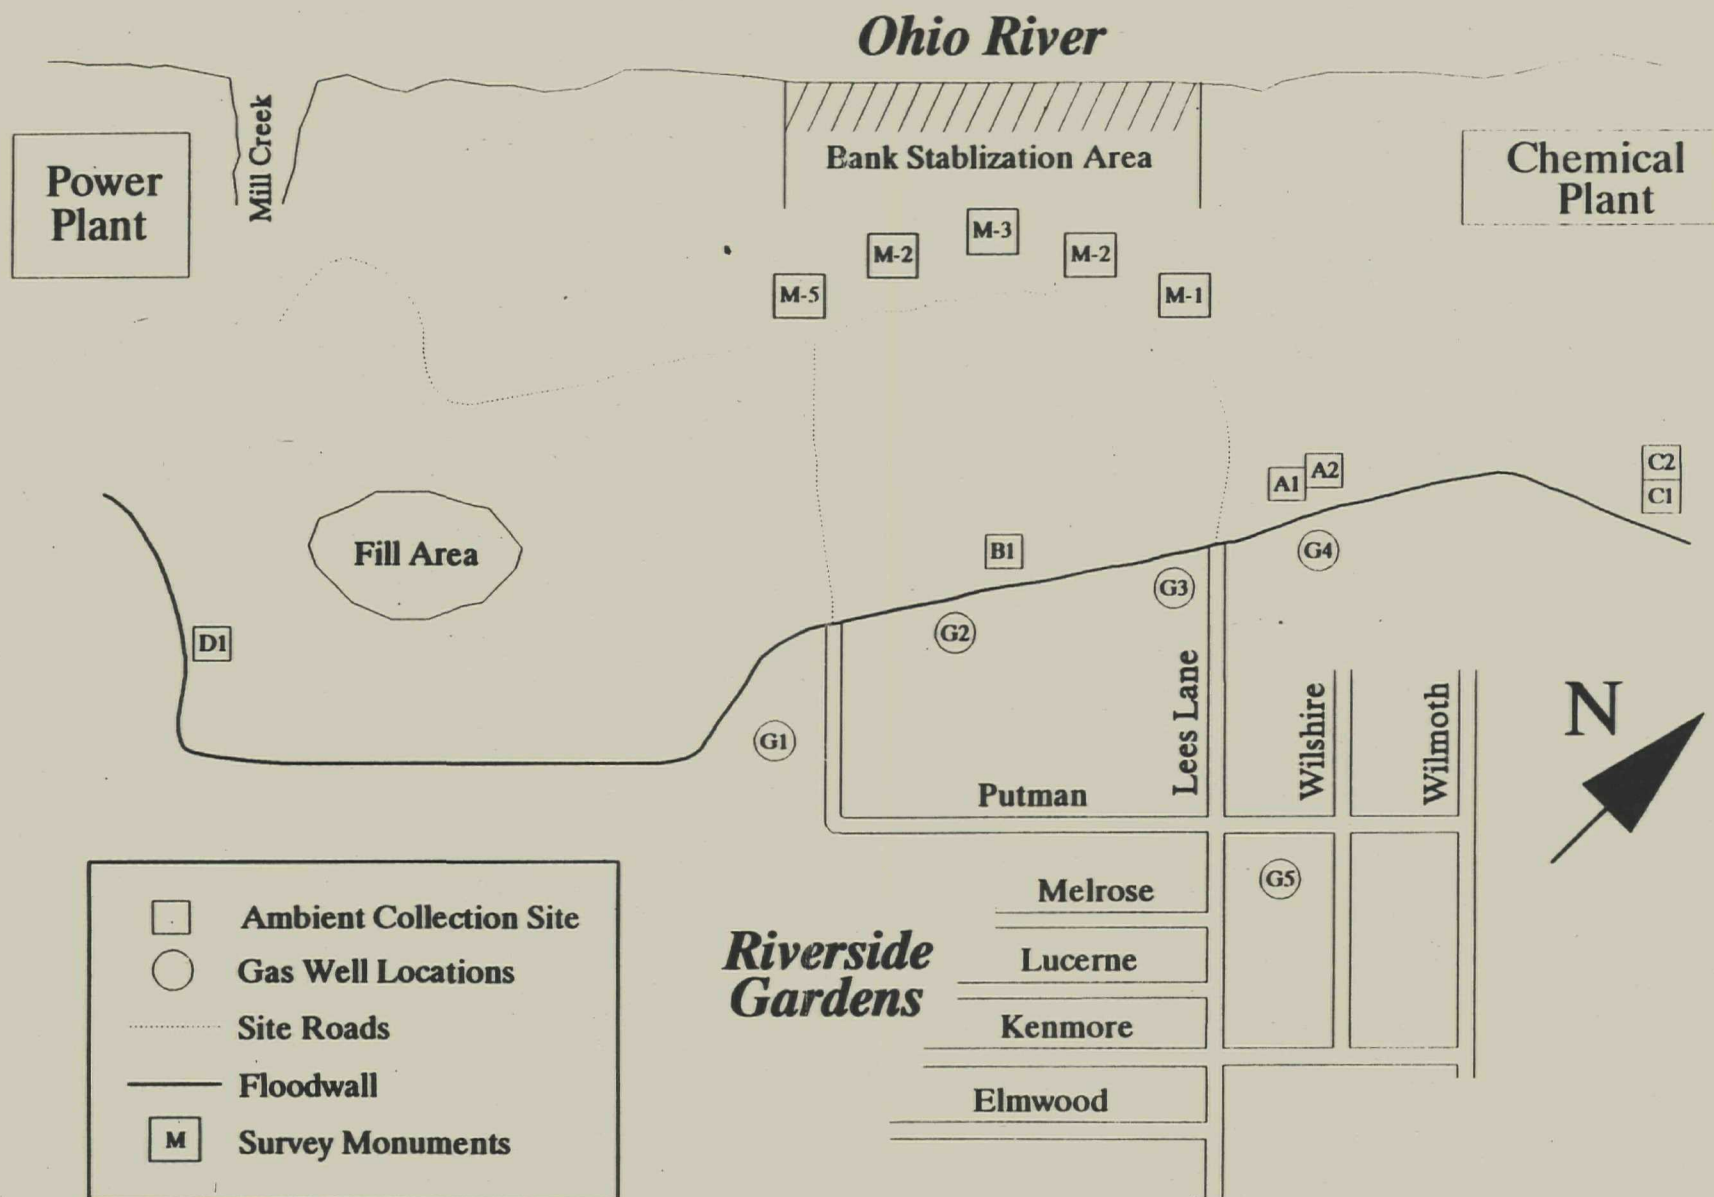 Ohio River
Mill Creek
Power
Plant
Bank Stablization Area
Chemical
Plant
M-3
M-2
M-2
M-5
M-1
C2
A2
A1
C1
Fill Area
B1
G4
G3
D1
G2
G1
Lees Lane
Wilshire
Wilmoth
N
Putman
G5
Melrose
Riverside
Gardens
Lucerne
Kenmore
Elmwood
Ambient Collection Site
Gas Well Locations
Site Roads
Floodwall
M Survey Monuments